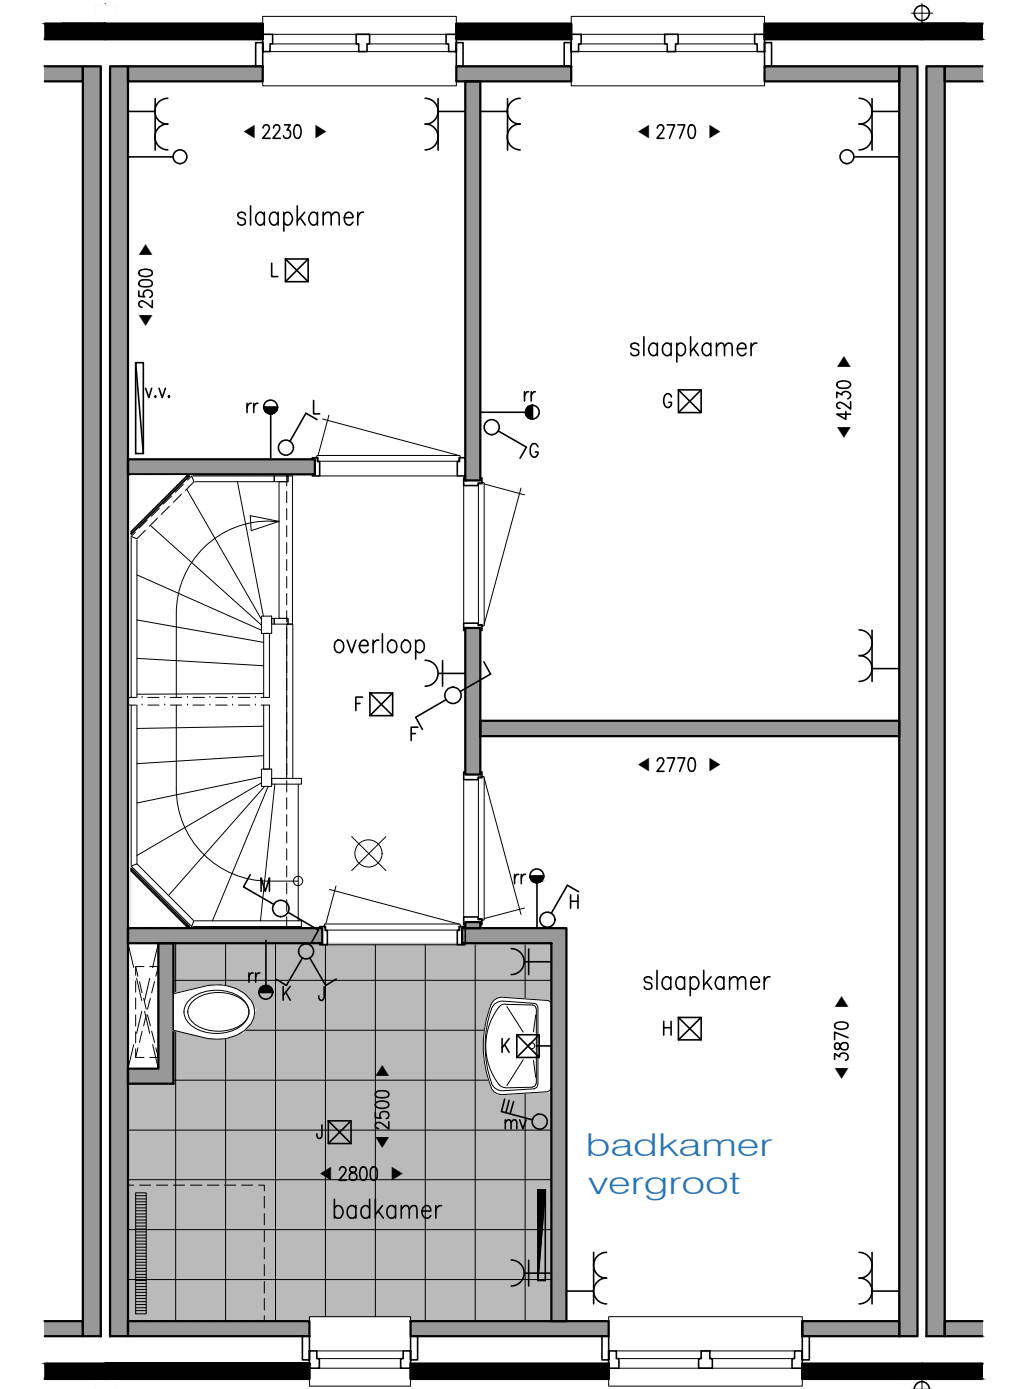 2230
2770
slaapkamer
L
2500
slaapkamer
G
4230
v.v.
rr
L
rr
G
overloop
F
F
2770
M
rr
H
rr
K
J
slaapkamer
H
3870
K
mv
J
2500
2800
badkamer
badkamer
vergroot